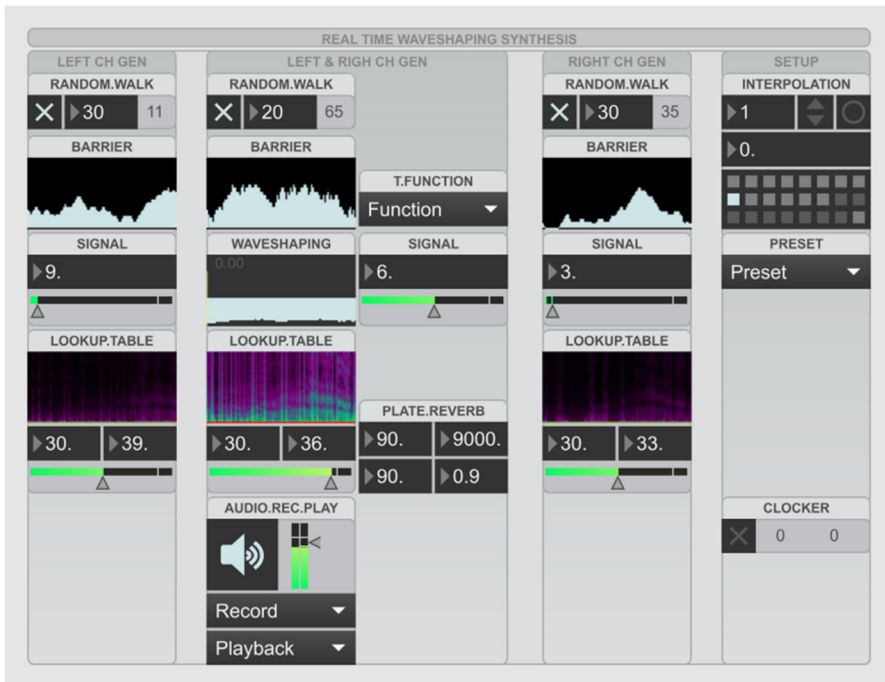 REAL TIME WAVESHAPING SYNTHESIS
LEFT CH GEN
RANDOM.WALK
30 11
BARRIER
SIGNAL
9.
LOOKUP.TABLE
30. 39.
LEFT & RIGH CH GEN
RANDOM.WALK
20 65
BARRIER
T.FUNCTION
Function
WAVESHAPING
0.00
SIGNAL
6.
LOOKUP.TABLE
30. 36.
PLATE.REVERB
90. 9000.
90. 0.9
AUDIO.REC.PLAY
Record
Playback
RIGHT CH GEN
RANDOM.WALK
30 35
BARRIER
SIGNAL
3.
LOOKUP.TABLE
30. 33.
SETUP
INTERPOLATION
1
0.
PRESET
Preset
CLOCKER
0 0